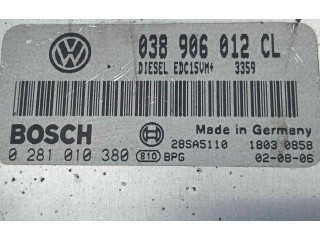 038 906 012 CL
DIESEL EDC15VM+ 3359
BOSCH
Made in Germany
28SA5110 1803 0858
0 281 010 380 B10 BPG 02-08-06